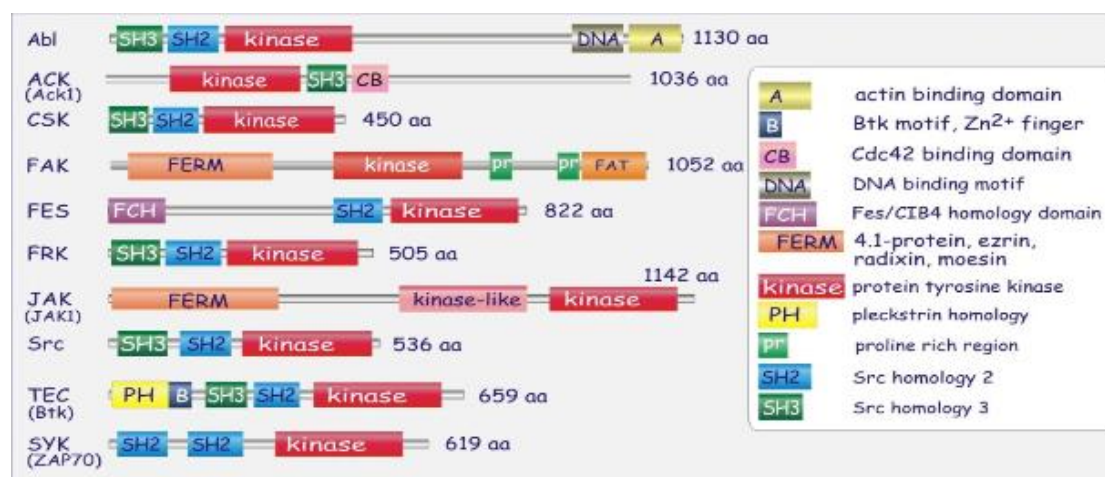 Abl SH3 SH2 kinase DNA A 1130 aa
ACK kinase SH3 CB 1036 aa
(Ack1)
CSK SH3 SH2 kinase 450 aa
FAK FERM kinase pr pr FAT 1052 aa
FES FCH SH2 kinase 822 aa
FRK SH3 SH2 kinase 505 aa
1142 aa
JAK FERM kinase-like kinase
(JAK1)
Src SH3 SH2 kinase 536 aa
TEC PH B SH3 SH2 kinase 659 aa
(Btk)
SYK SH2 SH2 kinase 619 aa
(ZAP70)
A actin binding domain
B Btk motif, Zn2+ finger
CB Cdc42 binding domain
DNA DNA binding motif
FCH Fes/CIB4 homology domain
FERM 4.1-protein, ezrin,
radixin, moesin
kinase protein tyrosine kinase
PH pleckstrin homology
pr proline rich region
SH2 Src homology 2
SH3 Src homology 3